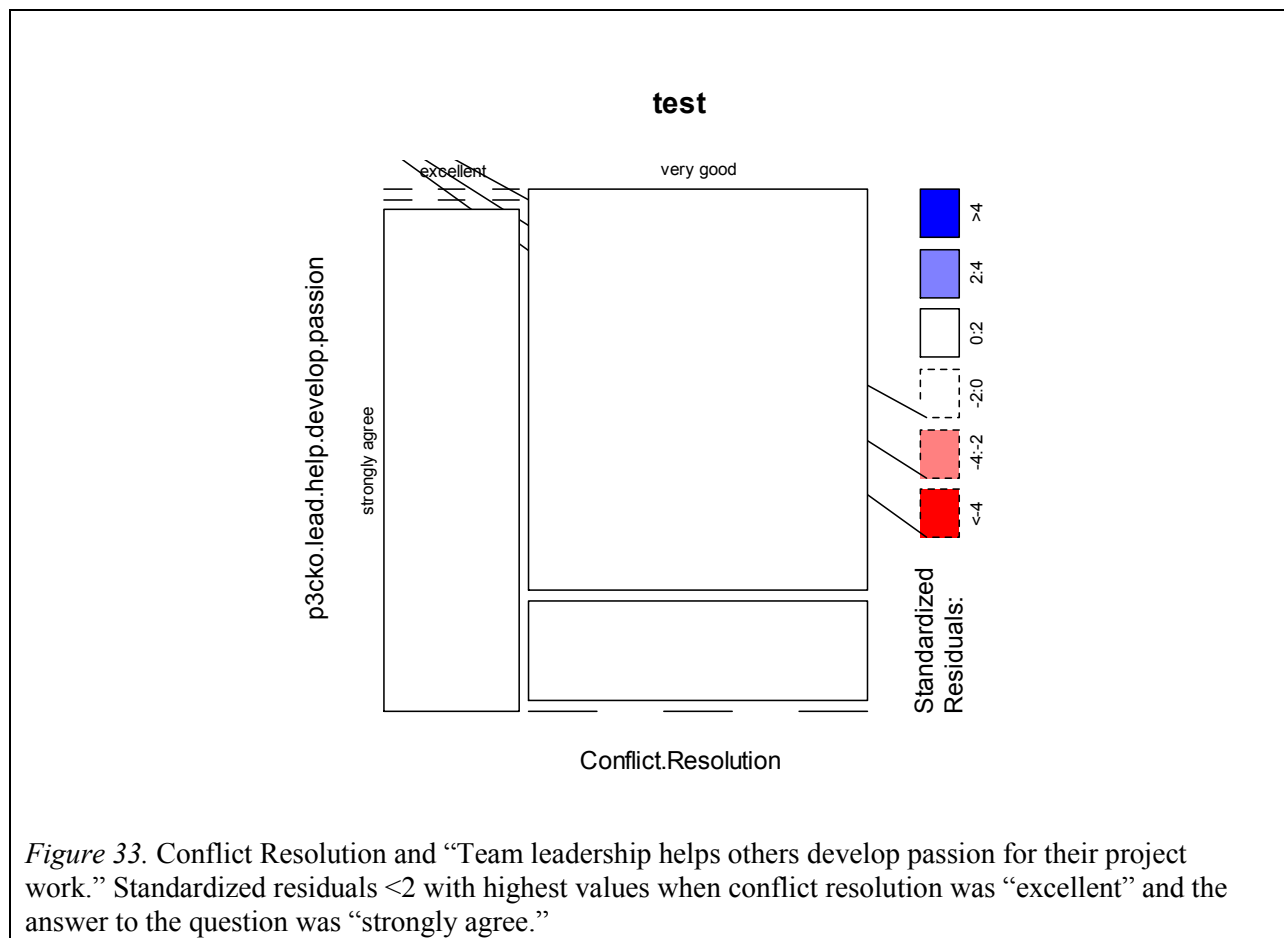 test
excellent
very good
p3cko.lead.help.develop.passion
strongly agree
>4
2:4
0:2
-2:0
-4:-2
<-4
Standardized
Residuals:
Conflict.Resolution
Figure 33. Conflict Resolution and “Team leadership helps others develop passion for their project
work.” Standardized residuals <2 with highest values when conflict resolution was “excellent” and the
answer to the question was “strongly agree.”